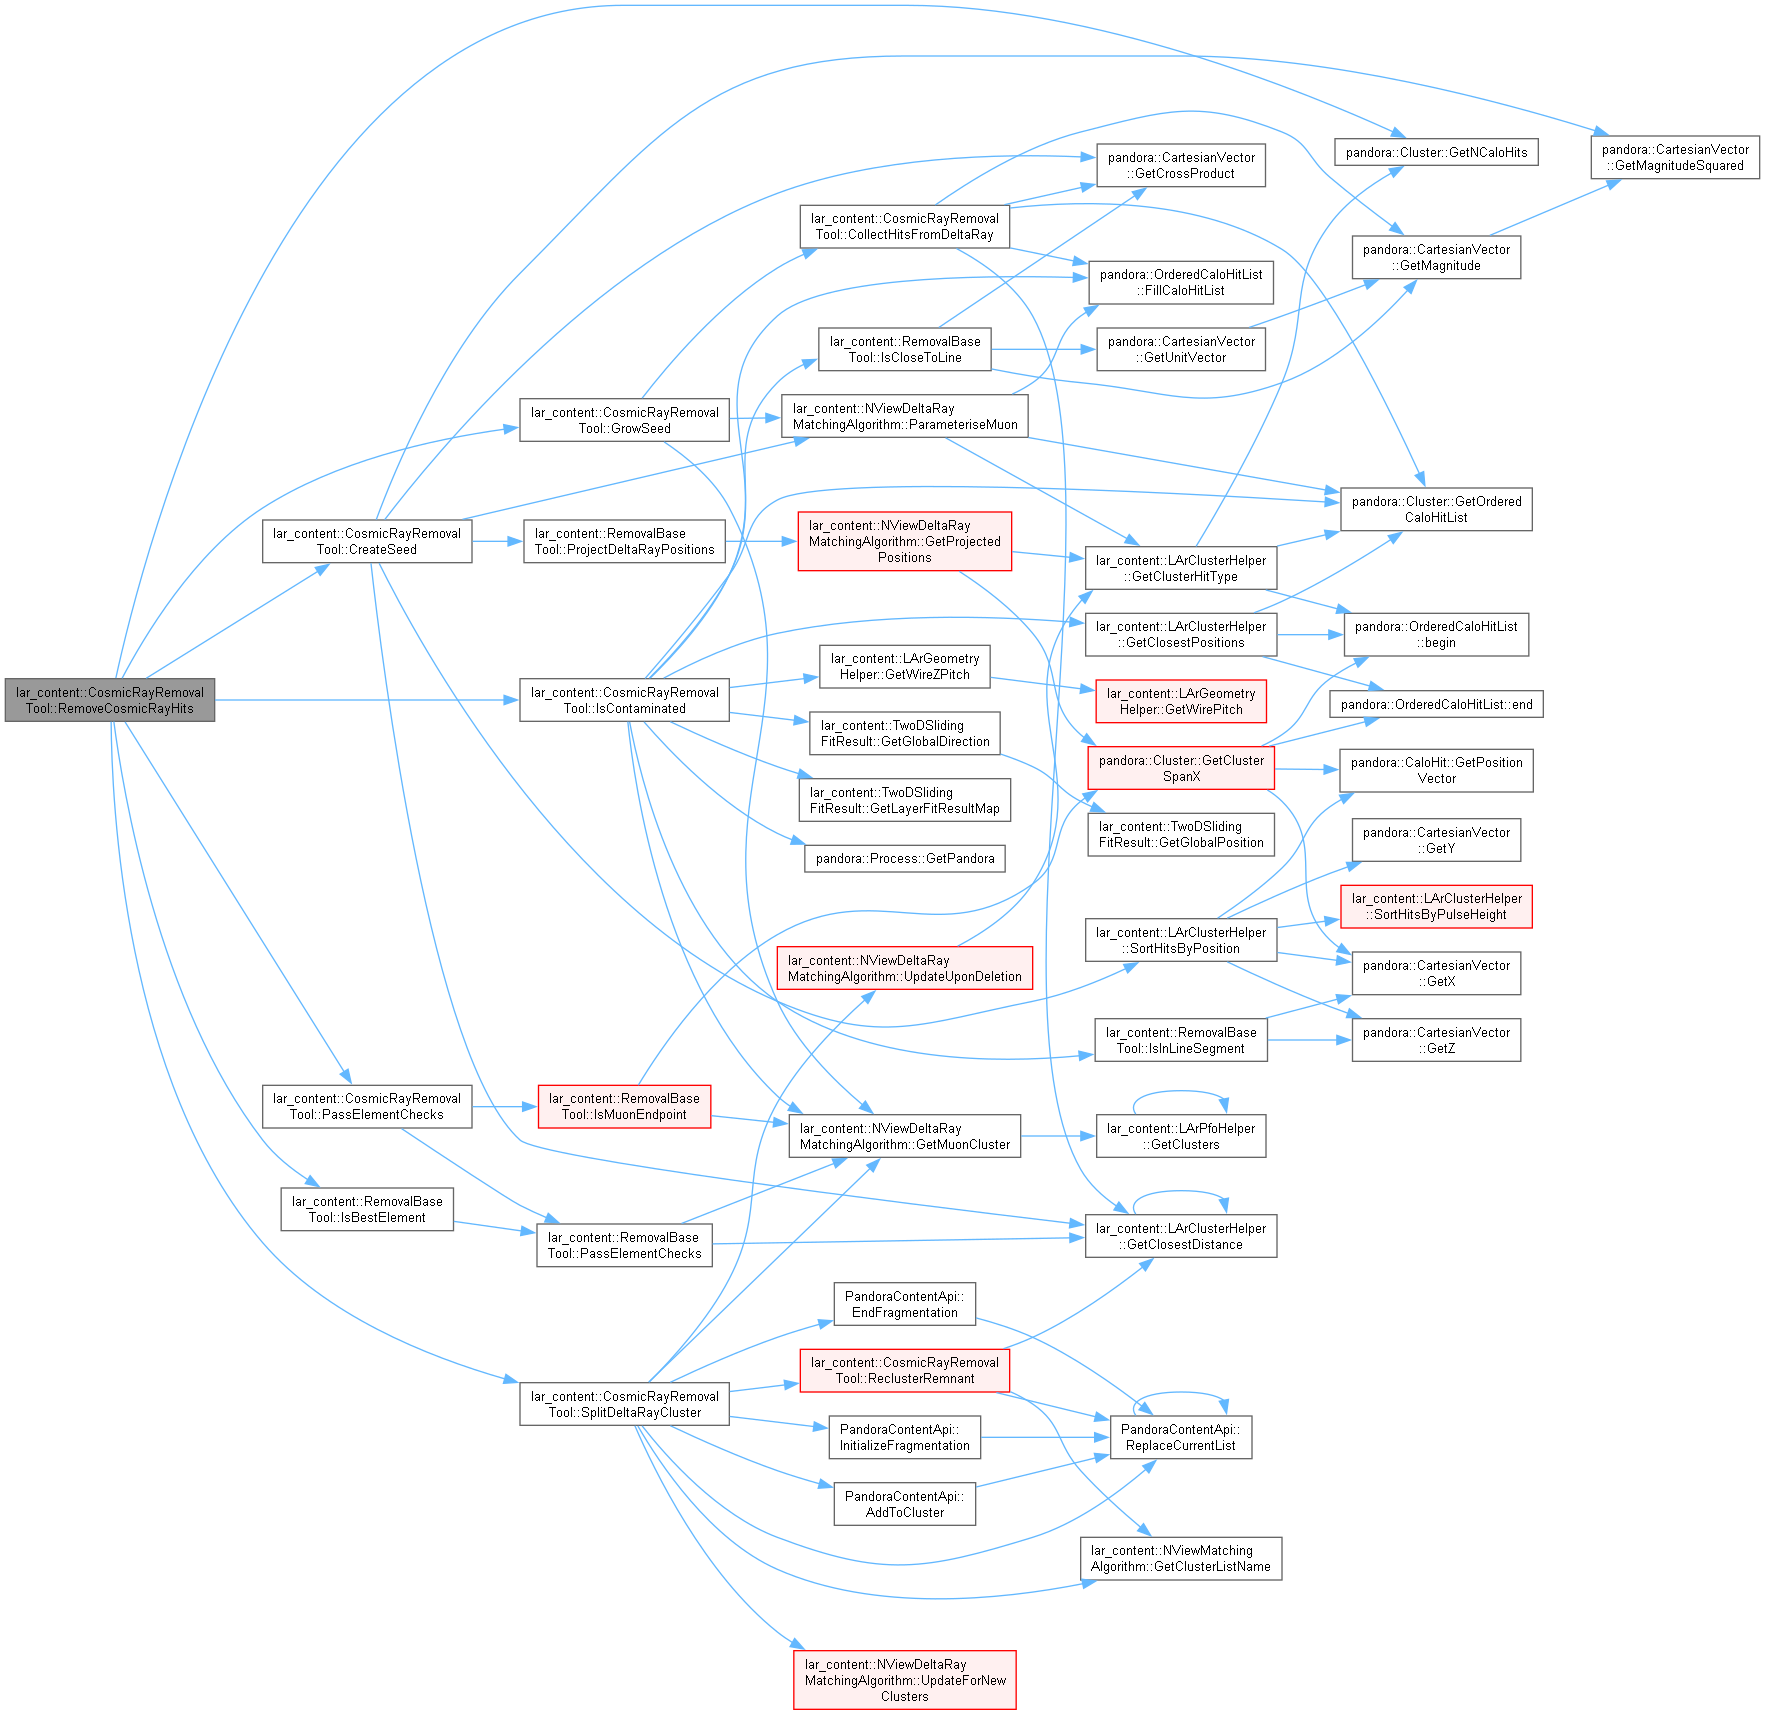 lar_content::CosmicRayRemoval
Tool::RemoveCosmicRayHits
lar_content::CosmicRayRemoval
Tool::CreateSeed
lar_content::CosmicRayRemoval
Tool::PassElementChecks
lar_content::RemovalBase
Tool::IsBestElement
lar_content::CosmicRayRemoval
Tool::GrowSeed
lar_content::RemovalBase
Tool::ProjectDeltaRayPositions
lar_content::CosmicRayRemoval
Tool::IsContaminated
lar_content::RemovalBase
Tool::IsMuonEndpoint
lar_content::RemovalBase
Tool::PassElementChecks
lar_content::CosmicRayRemoval
Tool::SplitDeltaRayCluster
lar_content::CosmicRayRemoval
Tool::CollectHitsFromDeltaRay
lar_content::RemovalBase
Tool::IsCloseToLine
lar_content::NViewDeltaRay
MatchingAlgorithm::ParameteriseMuon
lar_content::NViewDeltaRay
MatchingAlgorithm::GetProjected
Positions
lar_content::LArGeometry
Helper::GetWireZPitch
lar_content::TwoDSliding
FitResult::GetGlobalDirection
lar_content::TwoDSliding
FitResult::GetLayerFitResultMap
pandora::Process::GetPandora
lar_content::NViewDeltaRay
MatchingAlgorithm::UpdateUponDeletion
lar_content::NViewDeltaRay
MatchingAlgorithm::GetMuonCluster
PandoraContentApi::
EndFragmentation
lar_content::CosmicRayRemoval
Tool::ReclusterRemnant
PandoraContentApi::
InitializeFragmentation
PandoraContentApi::
AddToCluster
lar_content::NViewDeltaRay
MatchingAlgorithm::UpdateForNew
Clusters
pandora::CartesianVector
::GetCrossProduct
pandora::OrderedCaloHitList
::FillCaloHitList
pandora::CartesianVector
::GetUnitVector
lar_content::LArClusterHelper
::GetClusterHitType
lar_content::LArClusterHelper
::GetClosestPositions
lar_content::LArGeometry
Helper::GetWirePitch
pandora::Cluster::GetCluster
SpanX
lar_content::TwoDSliding
FitResult::GetGlobalPosition
lar_content::LArClusterHelper
::SortHitsByPosition
lar_content::RemovalBase
Tool::IsInLineSegment
lar_content::LArPfoHelper
::GetClusters
lar_content::LArClusterHelper
::GetClosestDistance
PandoraContentApi::
ReplaceCurrentList
lar_content::NViewMatching
Algorithm::GetClusterListName
pandora::Cluster::GetNCaloHits
pandora::CartesianVector
::GetMagnitude
pandora::Cluster::GetOrdered
CaloHitList
pandora::OrderedCaloHitList
::begin
pandora::OrderedCaloHitList::end
pandora::CaloHit::GetPosition
Vector
pandora::CartesianVector
::GetY
lar_content::LArClusterHelper
::SortHitsByPulseHeight
pandora::CartesianVector
::GetX
pandora::CartesianVector
::GetZ
pandora::CartesianVector
::GetMagnitudeSquared